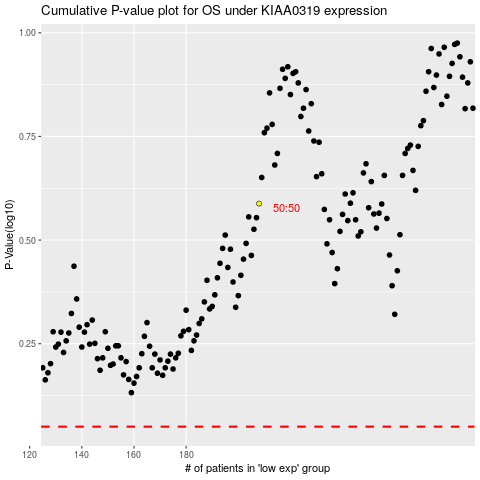 Cumulative P-value plot for OS under KIAA0319 expression
P-Value(log10)
1.00
0.75
0.50
0.25
50:50
120 140 160 180
# of patients in 'low exp' group